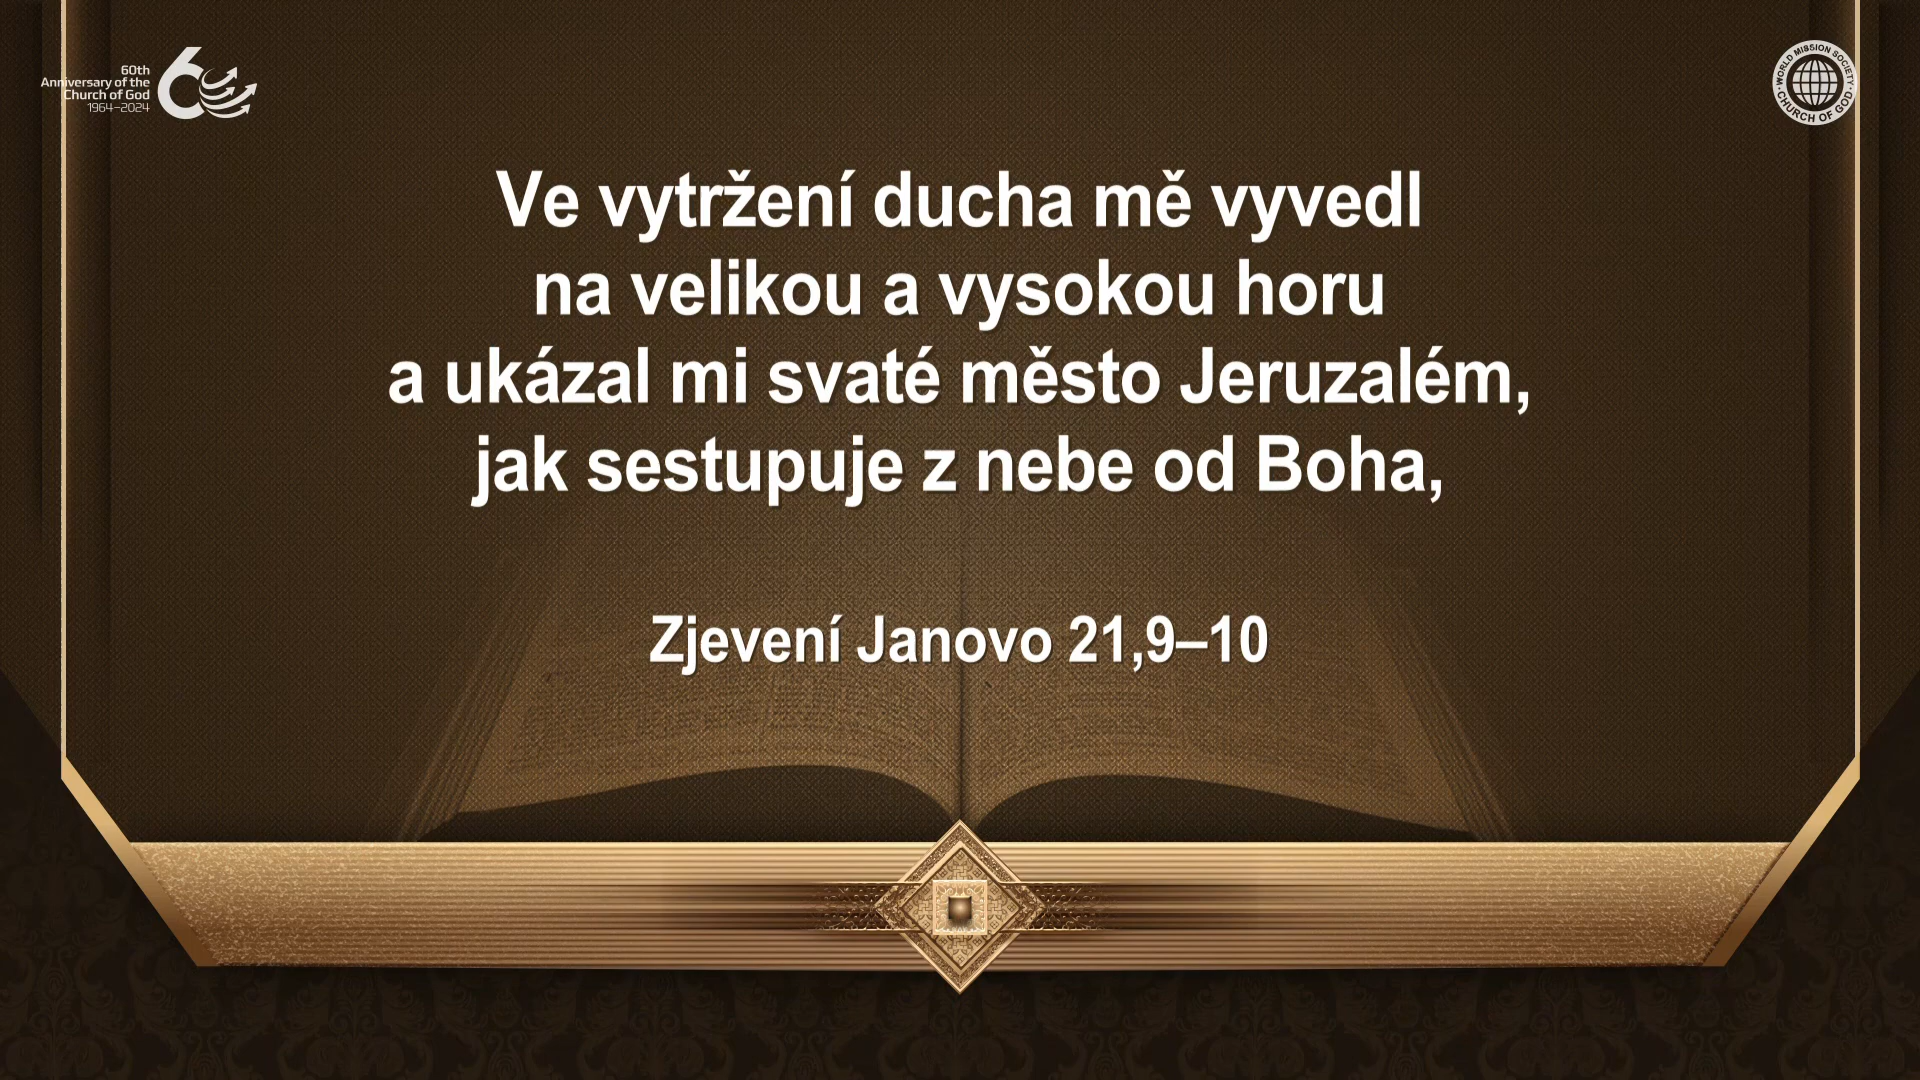 60th
Anniversary of the
Church of God
1964–2024
WORLD MISSION SOCIETY
CHURCH OF GOD
Ve vytržení ducha mě vyvedl
na velikou a vysokou horu
a ukázal mi svaté město Jeruzalém,
jak sestupuje z nebe od Boha,
Zjevení Janovo 21,9–10